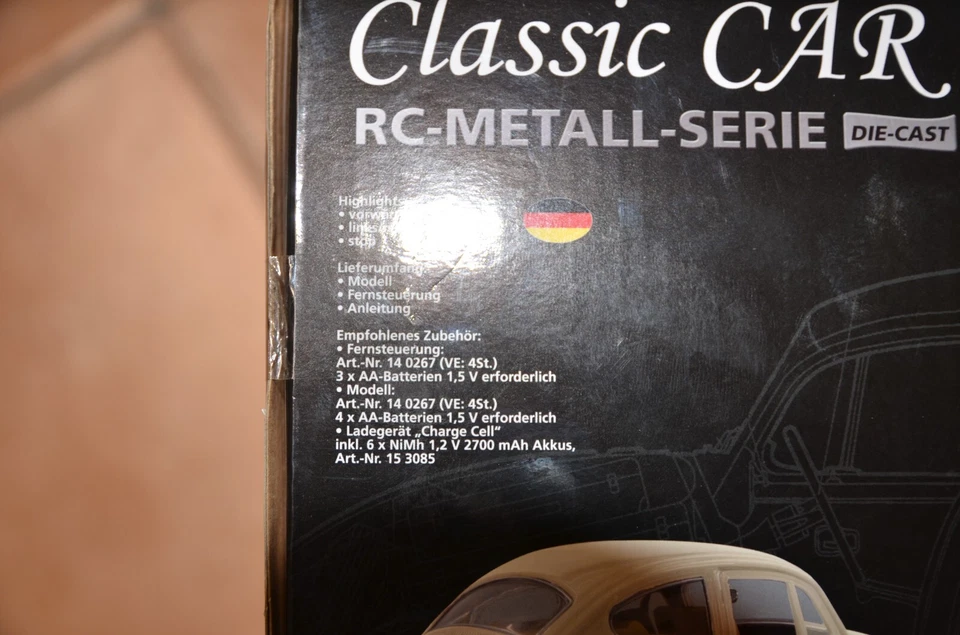 Classic CAR
RC-METALL-SERIE DIE-CAST
Highlights
• stop
Lieferumfang
• Modell
• Fernsteuerung
• Anleitung
Empfohlenes Zubehör:
• Fernsteuerung:
Art.-Nr. 14 0267 (VE: 4St.)
3 x AA-Batterien 1,5 V erforderlich
• Modell:
Art.-Nr. 14 0267 (VE: 4St.)
4 x AA-Batterien 1,5 V erforderlich
• Ladegerät „Charge Cell“
inkl. 6 x NiMh 1,2 V 2700 mAh Akkus,
Art.-Nr. 15 3085